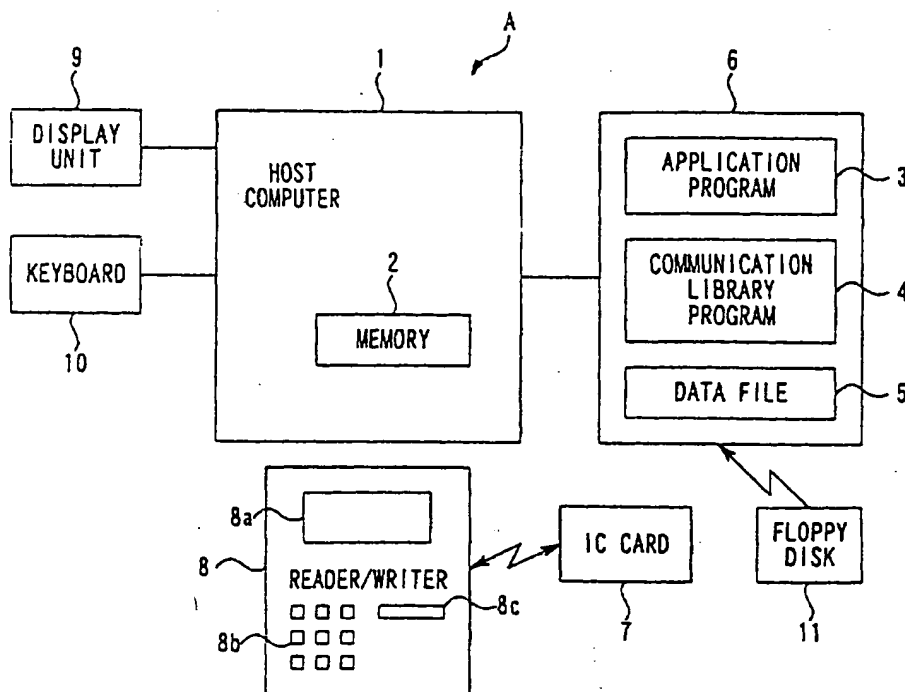 A
9
1
6
DISPLAY
UNIT
HOST
COMPUTER
APPLICATION
PROGRAM
3
KEYBOARD
10
2
MEMORY
COMMUNICATION
LIBRARY
PROGRAM
4
DATA FILE
5
8a
8
READER/WRITER
8c
8b
IC CARD
7
FLOPPY
DISK
11